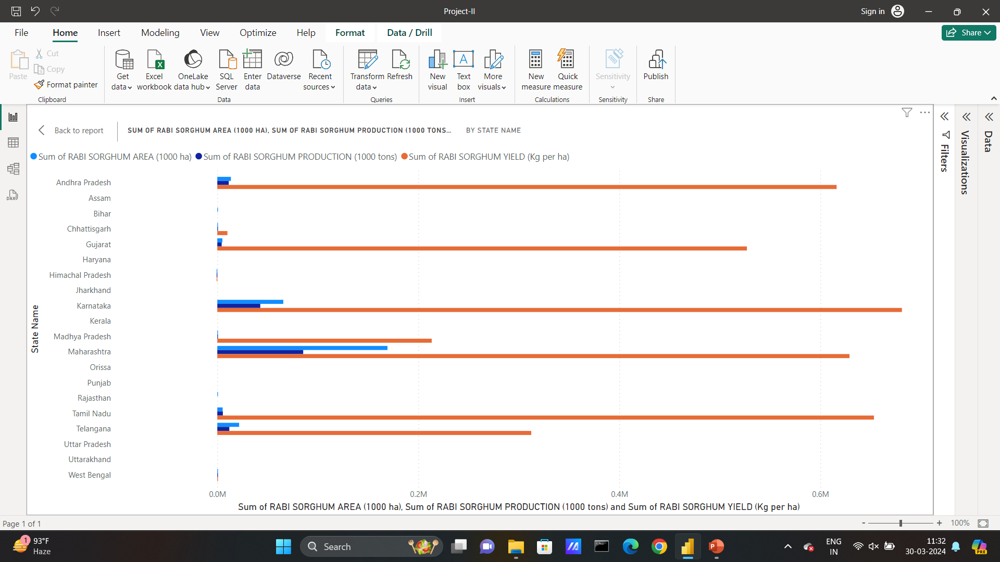 Project-II
Sign in
File Home Insert Modeling View Optimize Help Format Data / Drill
Share
Paste
Cut
Copy
Format painter
Clipboard
Get data
Excel workbook
OneLake data hub
SQL Server
Enter data
Dataverse
Recent sources
Data
Transform data
Refresh
Queries
New visual
Text box
More visuals
Insert
New measure
Quick measure
Calculations
Sensitivity
Sensitivity
Publish
Share
DAX
Back to report
SUM OF RABI SORGHUM AREA (1000 HA), SUM OF RABI SORGHUM PRODUCTION (1000 TONS... BY STATE NAME
Sum of RABI SORGHUM AREA (1000 ha) Sum of RABI SORGHUM PRODUCTION (1000 tons) Sum of RABI SORGHUM YIELD (Kg per ha)
State Name
Andhra Pradesh
Assam
Bihar
Chhattisgarh
Gujarat
Haryana
Himachal Pradesh
Jharkhand
Karnataka
Kerala
Madhya Pradesh
Maharashtra
Orissa
Punjab
Rajasthan
Tamil Nadu
Telangana
Uttar Pradesh
Uttarakhand
West Bengal
0.0M 0.2M 0.4M 0.6M
Sum of RABI SORGHUM AREA (1000 ha), Sum of RABI SORGHUM PRODUCTION (1000 tons) and Sum of RABI SORGHUM YIELD (Kg per ha)
Filters
Visualizations
Data
Page 1 of 1
- + 100%
1
93°F
Haze
Search
PRE
ENG
IN
11:32
30-03-2024